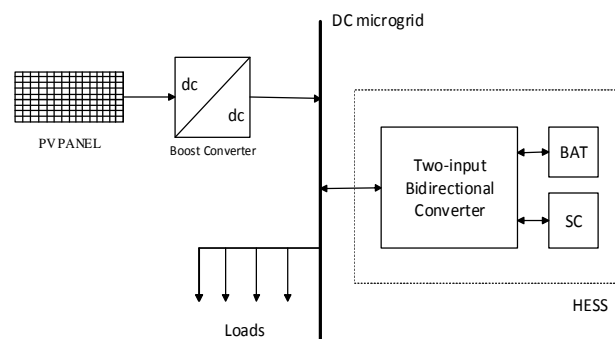 DC microgrid
dc
dc
PV PANEL
Boost Converter
Two-input
Bidirectional
Converter
BAT
SC
HESS
Loads